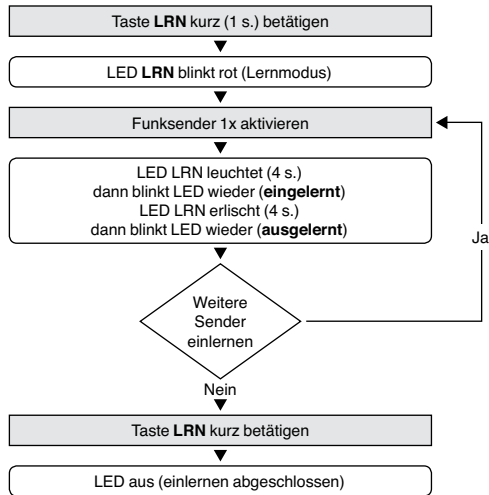 Taste LRN kurz (1 s.) betätigen
LED LRN blinkt rot (Lernmodus)
Funksender 1x aktivieren
LED LRN leuchtet (4 s.)
dann blinkt LED wieder (eingelernt)
LED LRN erlischt (4 s.)
dann blinkt LED wieder (ausgelernt)
Ja
Weitere
Sender
einlernen
Nein
Taste LRN kurz betätigen
LED aus (einlernen abgeschlossen)